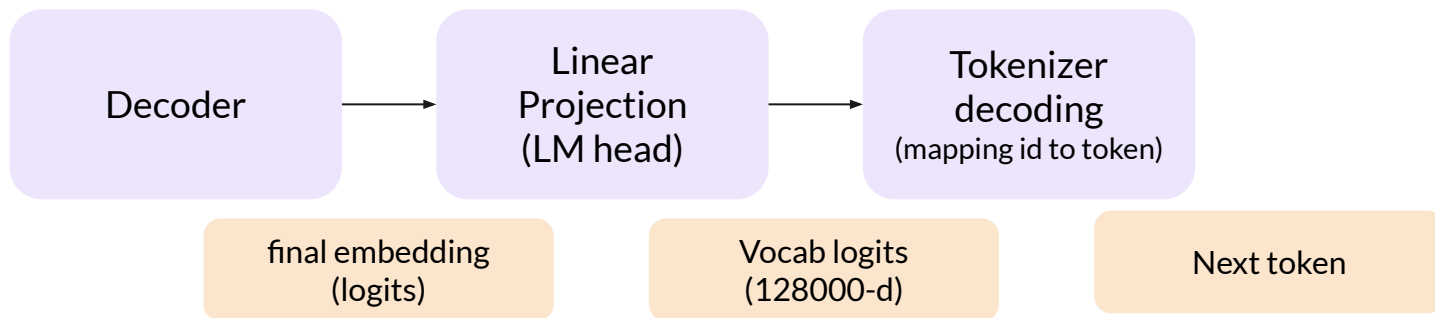 Decoder
Linear
Projection
(LM head)
Tokenizer
decoding
(mapping id to token)
final embedding
(logits)
Vocab logits
(128000-d)
Next token